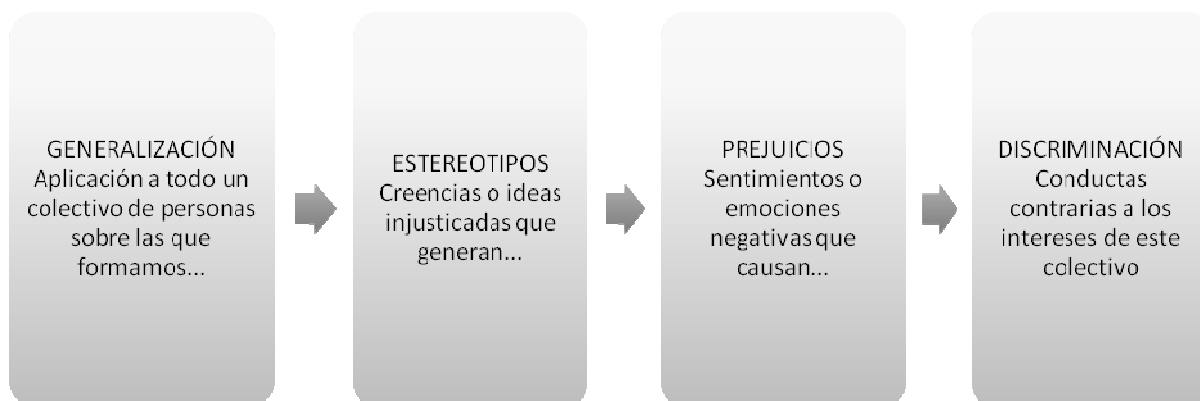 GENERALIZACIÓN
Aplicación a todo un
colectivo de personas
sobre las que
formamos...
ESTEREOTIPOS
Creencias o ideas
injusticadas que
generan...
PREJUICIOS
Sentimientos o
emociones
negativas que
causan...
DISCRIMINACIÓN
Conductas
contrarias a los
intereses de este
colectivo